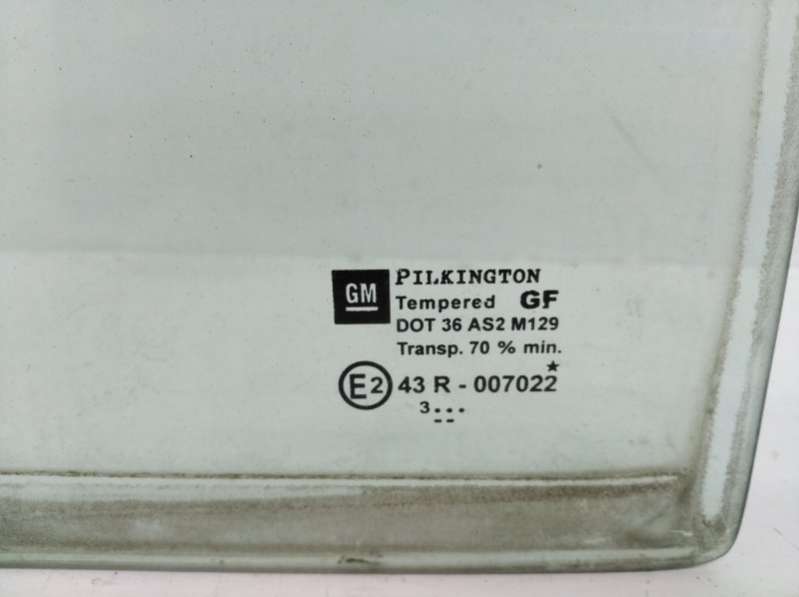 GM
PILKINGTON
Tempered GF
DOT 36 AS2 M129
Transp. 70 % min.
E2 43 R - 007022
3...
--